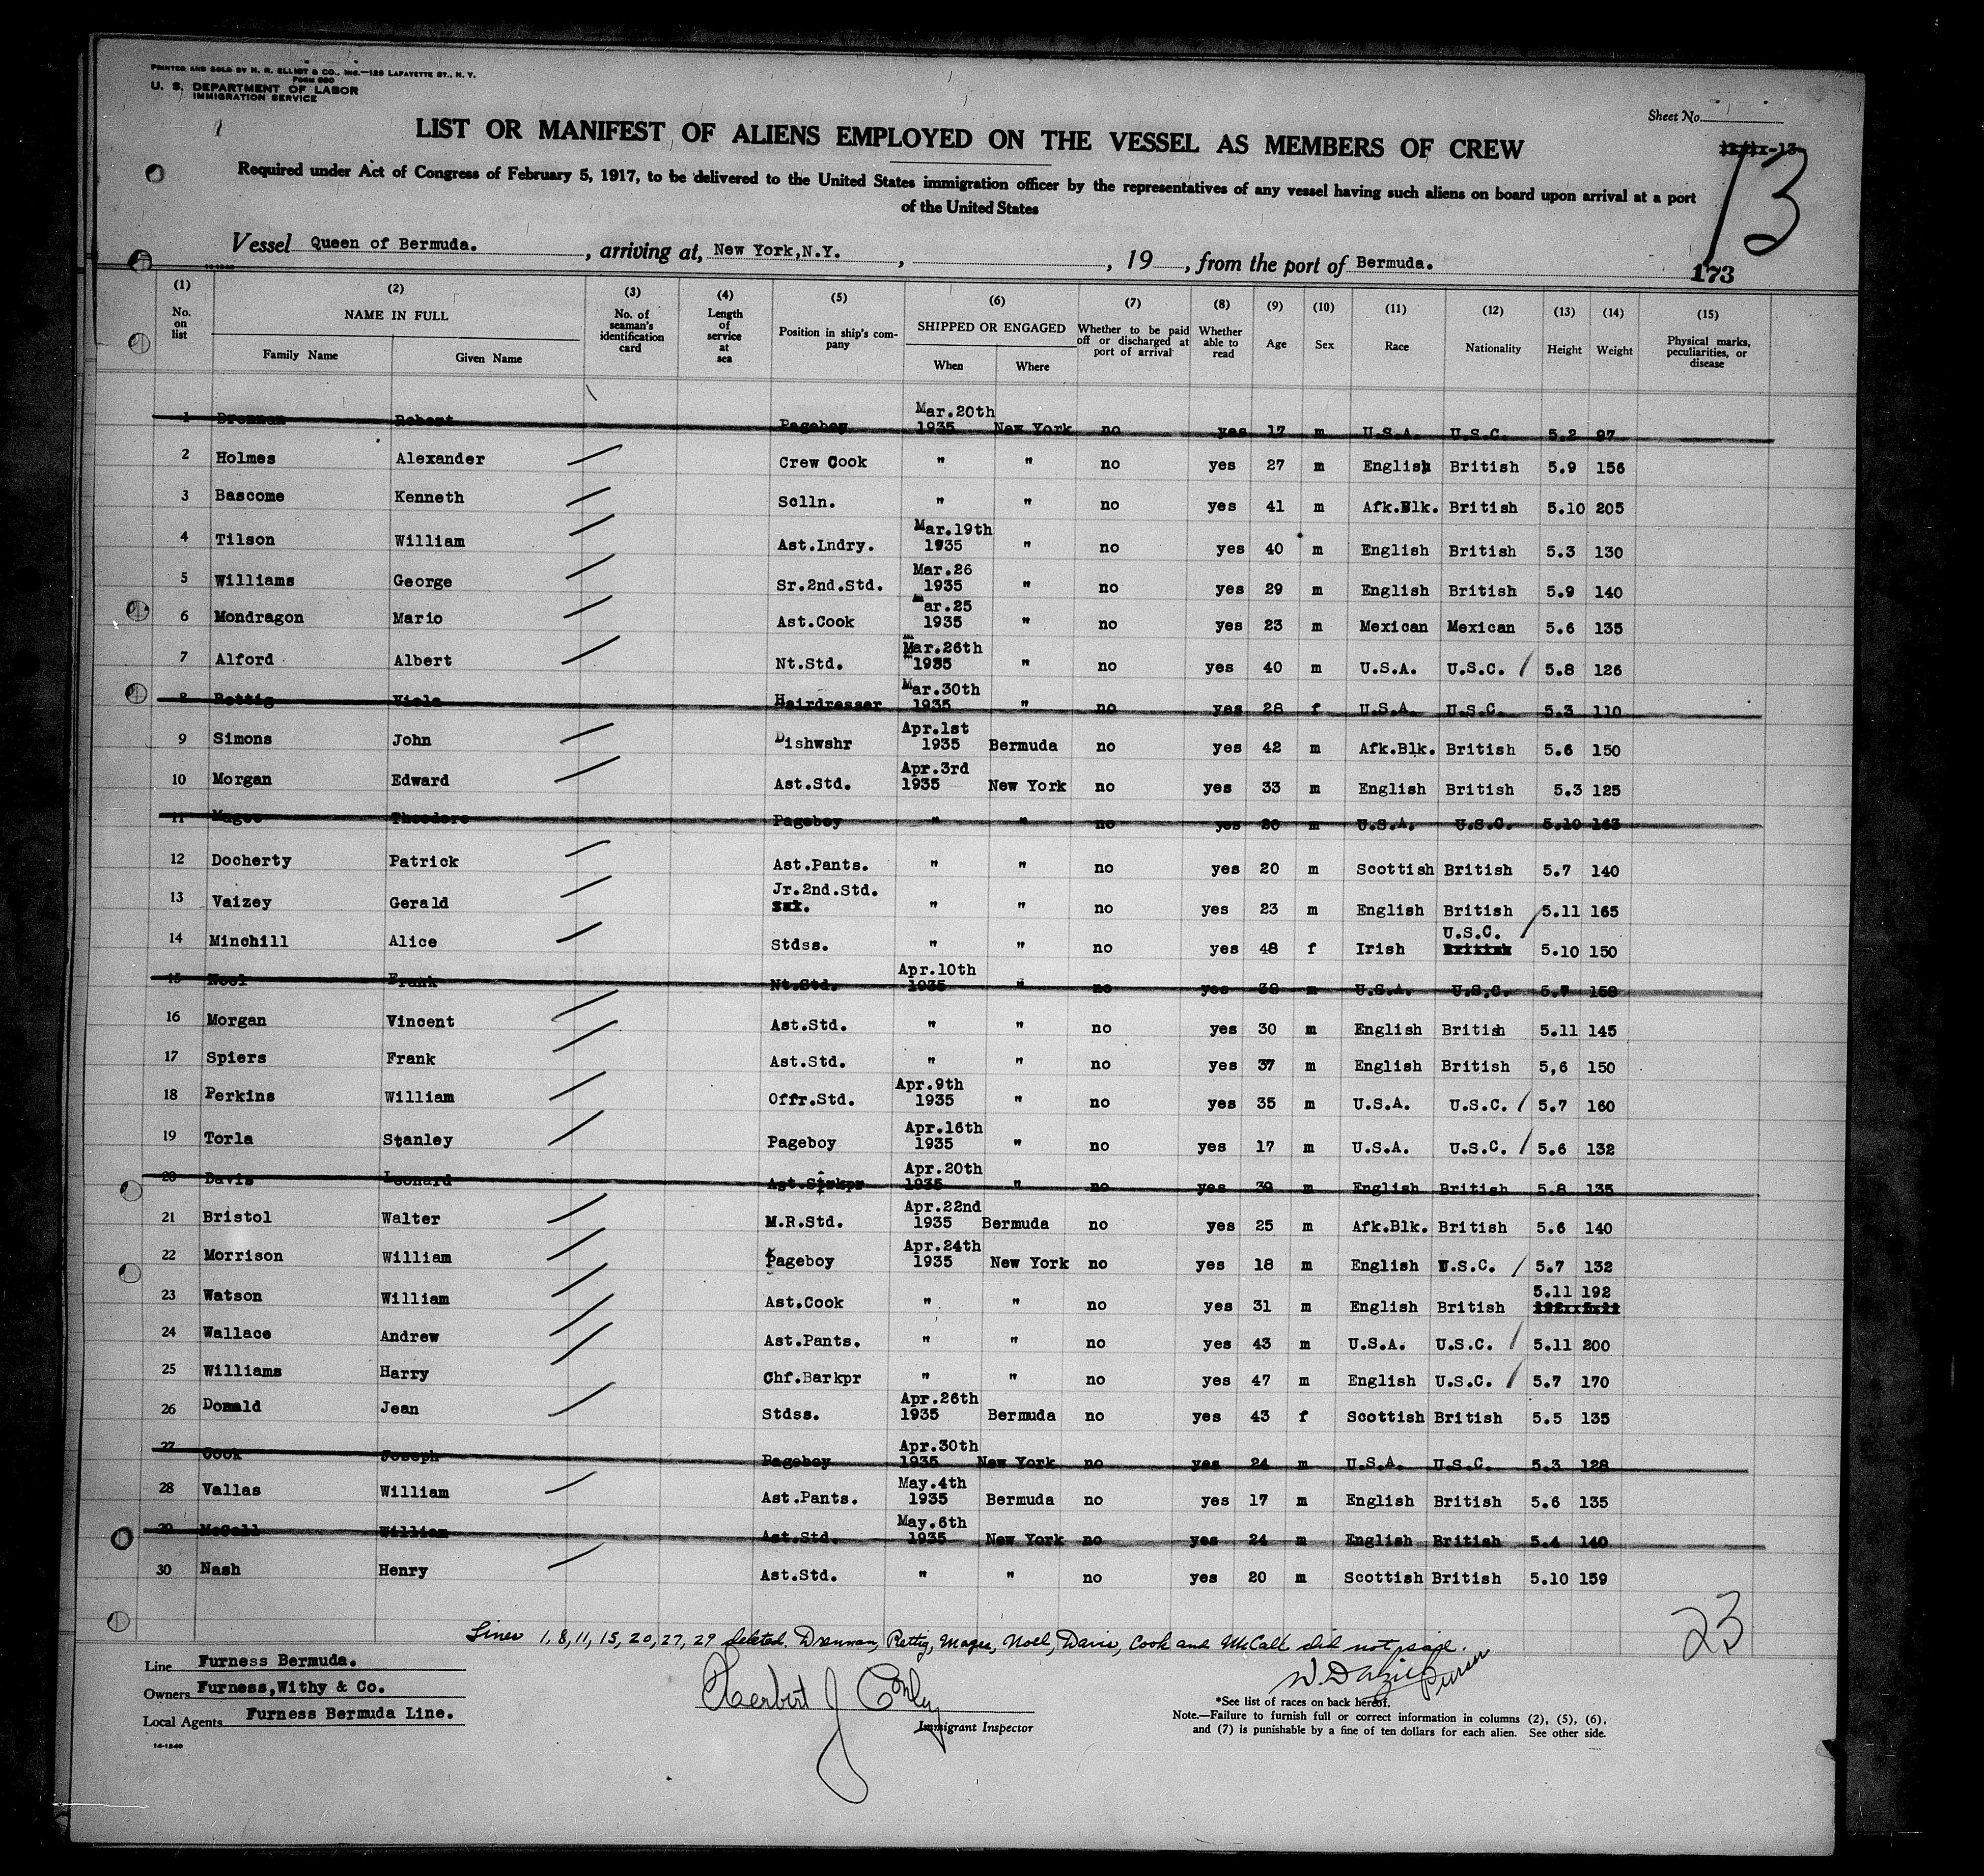 PRINTED AND SOLD BY H. R. ELLIOT & CO., INC.—129 LAFAYETTE ST., N. Y.
FORM 680
U. S. DEPARTMENT OF LABOR
IMMIGRATION SERVICE
Sheet No.
LIST OR MANIFEST OF ALIENS EMPLOYED ON THE VESSEL AS MEMBERS OF CREW
13
Required under Act of Congress of February 5, 1917, to be delivered to the United States immigration officer by the representatives of any vessel having such aliens on board upon arrival at a port
of the United States
Vessel Queen of Bermuda. , arriving at, New York,N.Y. , , 19 , from the port of Bermuda.
173
(1) (2) (3) (4) (5) (6) (7) (8) (9) (10) (11) (12) (13) (14) (15)
No. on list NAME IN FULL Family Name Given Name No. of seaman's identification card Length of service at sea Position in ship's company SHIPPED OR ENGAGED When Where Whether to be paid off or discharged at port of arrival Whether able to read Age Sex Race Nationality Height Weight Physical marks, peculiarities, or disease
1 Drennan Robert Pageboy Mar.20th 1935 New York no yes 17 m U.S.A. U.S.C. 5.2 97
2 Holmes Alexander Crew Cook " " no yes 27 m English British 5.9 156
3 Bascome Kenneth Sclln. " " no yes 41 m Afk.Blk. British 5.10 205
4 Tilson William Ast.Lndry. Mar.19th 1935 " no yes 40 m English British 5.3 130
5 Williams George Sr.2nd.Std. Mar.26 1935 " no yes 29 m English British 5.9 140
6 Mondragon Mario Ast.Cook Mar.25 1935 " no yes 23 m Mexican Mexican 5.6 135
7 Alford Albert Nt.Std. Mar.26th 1935 " no yes 40 m U.S.A. U.S.C. 5.8 126
8 Rettig Viola Hairdresser Mar.30th 1935 " no yes 28 f U.S.A. U.S.C. 5.3 110
9 Simons John Dishwshr Apr.1st 1935 Bermuda no yes 42 m Afk.Blk. British 5.6 150
10 Morgan Edward Ast.Std. Apr.3rd 1935 New York no yes 33 m English British 5.3 125
11 Magee Theodore Pageboy " " no yes 20 m U.S.A. U.S.C. 5.10 163
12 Docherty Patrick Ast.Pants. " " no yes 20 m Scottish British 5.7 140
13 Vaizey Gerald Jr.2nd.Std. " " no yes 23 m English British 5.11 165
14 Minchill Alice Stdss. " " no yes 48 f Irish U.S.C. British 5.10 150
15 Noel Frank Nt.Std. Apr.10th 1935 " no yes 38 m U.S.A. U.S.C. 5.7 158
16 Morgan Vincent Ast.Std. " " no yes 30 m English British 5.11 145
17 Spiers Frank Ast.Std. " " no yes 37 m English British 5,6 150
18 Perkins William Offr.Std. Apr.9th 1935 " no yes 35 m U.S.A. U.S.C. 5.7 160
19 Torla Stanley Pageboy Apr.16th 1935 " no yes 17 m U.S.A. U.S.C. 5.6 132
20 Davis Leonard Ast.Strkpr Apr.20th 1935 " no yes 39 m English British 5.8 135
21 Bristol Walter M.R.Std. Apr.22nd 1935 Bermuda no yes 25 m Afk.Blk. British 5.6 140
22 Morrison William Pageboy Apr.24th 1935 New York no yes 18 m English U.S.C. 5.7 132
23 Watson William Ast.Cook " " no yes 31 m English British 5.11 192
24 Wallace Andrew Ast.Pants. " " no yes 43 m U.S.A. U.S.C. 5.11 200
25 Williams Harry Chf.Barkpr " " no yes 47 m English U.S.C. 5.7 170
26 Donald Jean Stdss. Apr.26th 1935 Bermuda no yes 43 f Scottish British 5.5 135
27 Cook Joseph Pageboy Apr.30th 1935 New York no yes 24 m U.S.A. U.S.C. 5.3 128
28 Vallas William Ast.Pants. May.4th 1935 Bermuda no yes 17 m English British 5.6 135
29 McCall William Ast.Std. May.6th 1935 New York no yes 24 m English British 5.4 140
30 Nash Henry Ast.Std. " " no yes 20 m Scottish British 5.10 159
23
Lines 1, 8, 11, 15, 20, 27, 29 deleted. Drennan, Rettig, Magee, Noel, Davis, Cook and McCall did not sail.
Line Furness Bermuda.
Owners Furness,Withy & Co.
Local Agents Furness Bermuda Line.
Herbert J
Immigrant Inspector
Purser
*See list of races on back hereof.
Note.—Failure to furnish full or correct information in columns (2), (5), (6),
and (7) is punishable by a fine of ten dollars for each alien. See other side.
14-1240